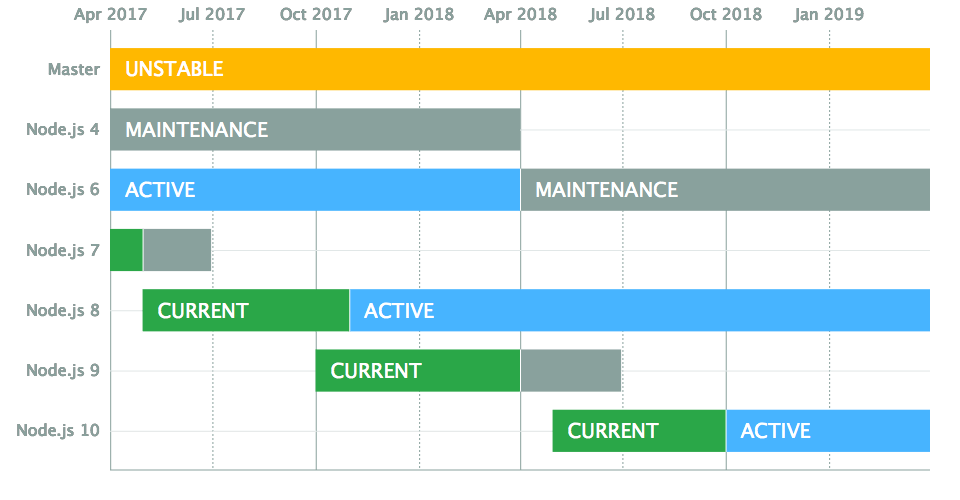 Apr 2017 Jul 2017 Oct 2017 Jan 2018 Apr 2018 Jul 2018 Oct 2018 Jan 2019
Master UNSTABLE
Node.js 4 MAINTENANCE
Node.js 6 ACTIVE MAINTENANCE
Node.js 7
Node.js 8 CURRENT ACTIVE
Node.js 9 CURRENT
Node.js 10 CURRENT ACTIVE